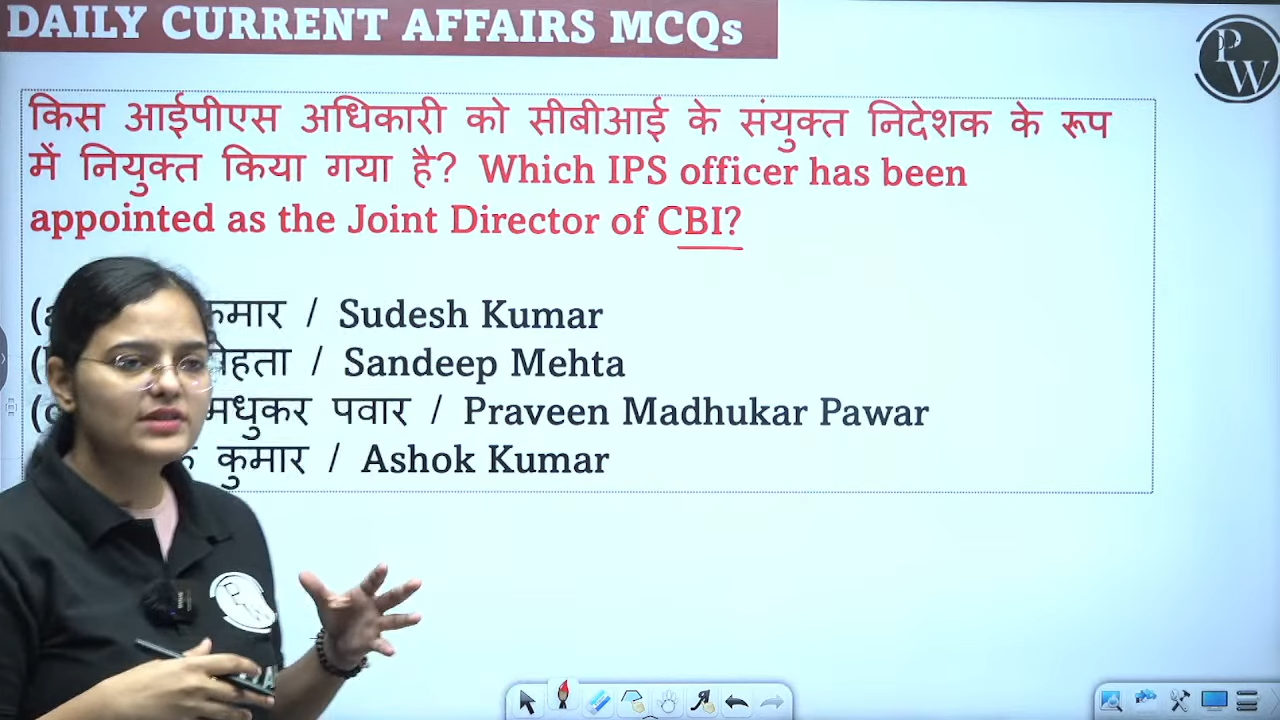 DAILY CURRENT AFFAIRS MCQs
PW
किस आईपीएस अधिकारी को सीबीआई के संयुक्त निदेशक के रूप
में नियुक्त किया गया है? Which IPS officer has been
appointed as the Joint Director of CBI?
/ Sudesh Kumar
/ Sandeep Mehta
मधुकर पवार / Praveen Madhukar Pawar
कुमार / Ashok Kumar